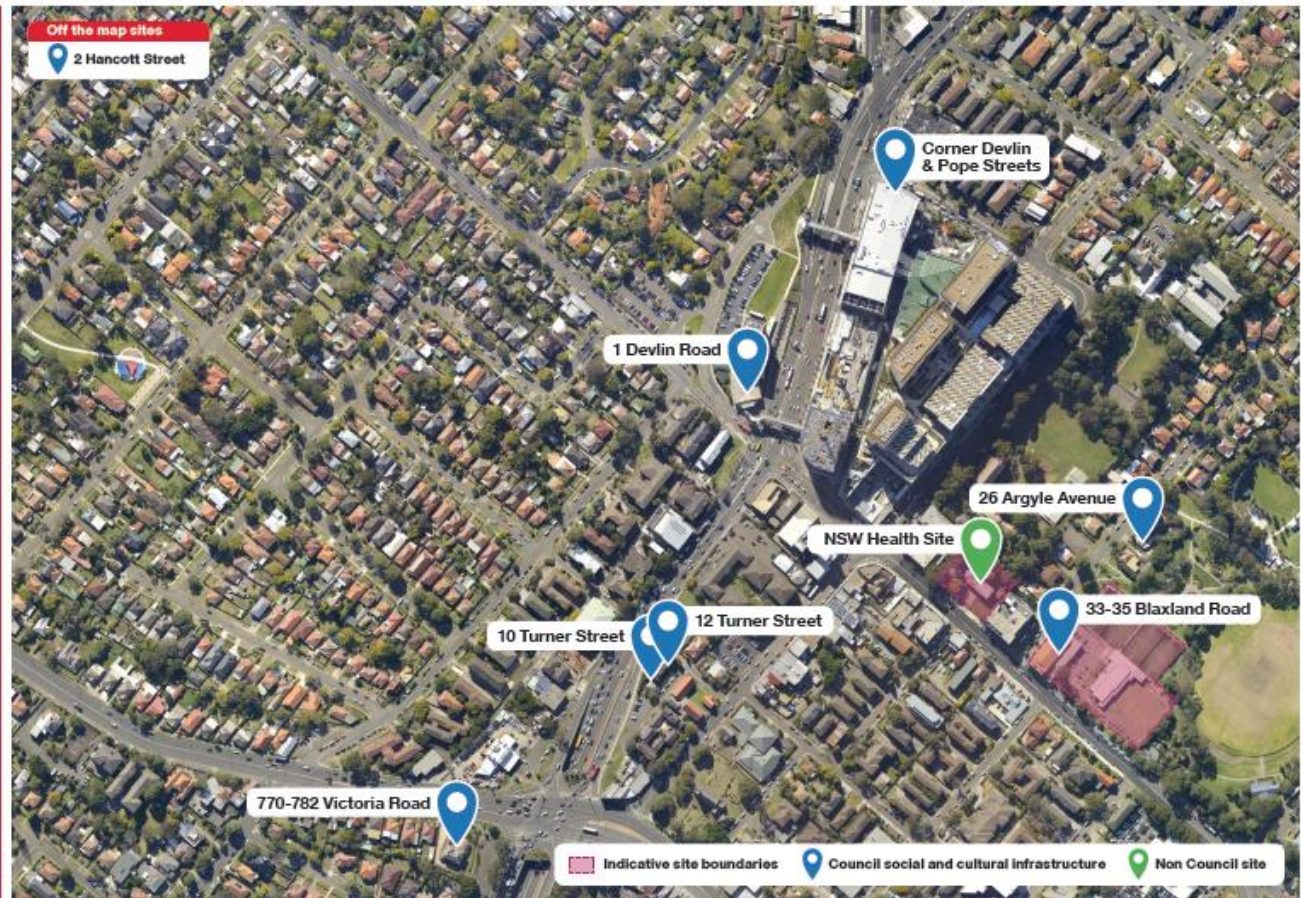 Off the map sites
2 Hancott Street
Corner Devlin
& Pope Streets
1 Devlin Road
26 Argyle Avenue
NSW Health Site
33-35 Blaxland Road
10 Turner Street
12 Turner Street
770-782 Victoria Road
Indicative site boundaries
Council social and cultural infrastructure
Non Council site